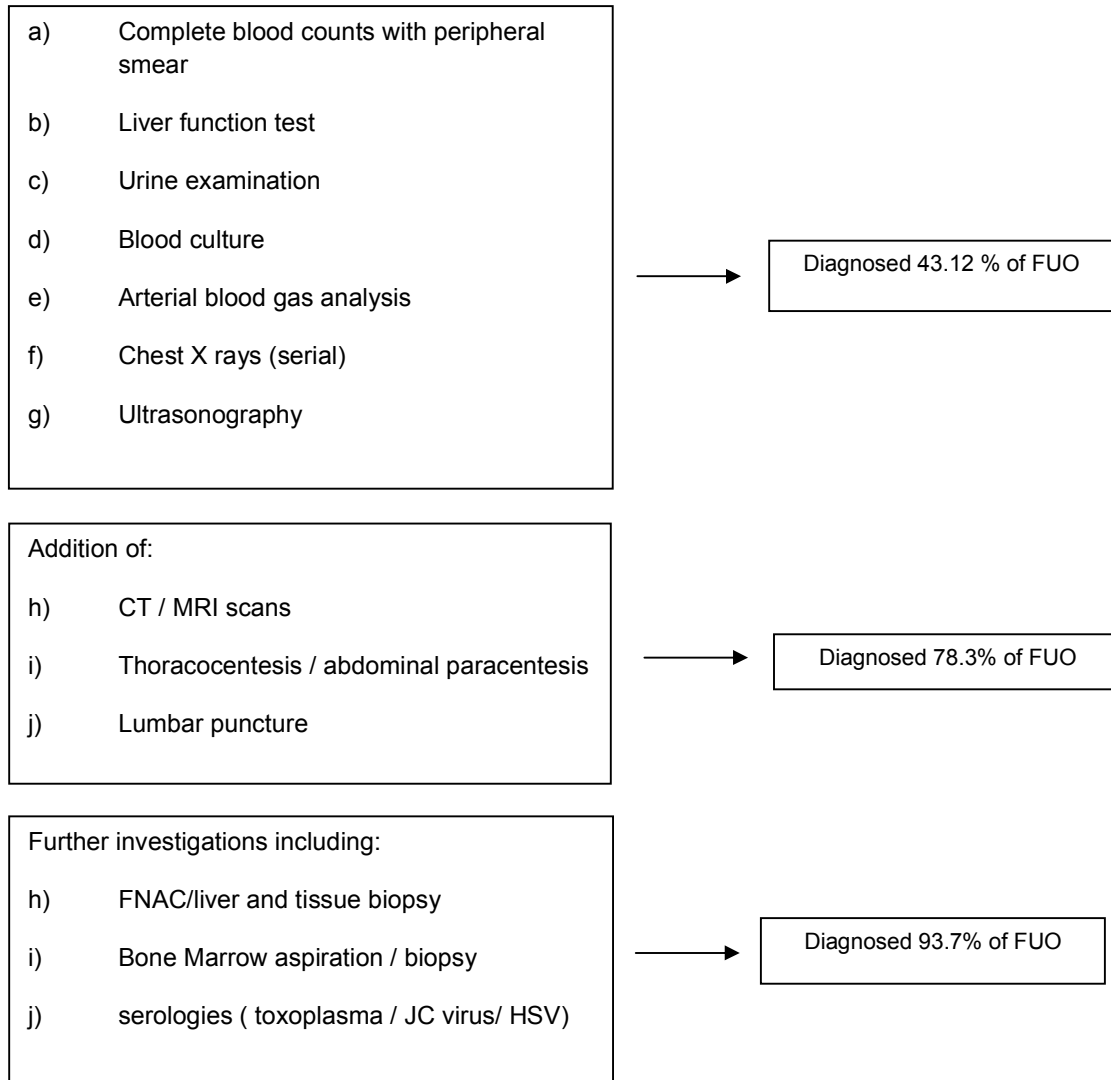 a) Complete blood counts with peripheral
smear
b) Liver function test
c) Urine examination
d) Blood culture
e) Arterial blood gas analysis
f) Chest X rays (serial)
g) Ultrasonography
Diagnosed 43.12 % of FUO
Addition of:
h) CT / MRI scans
i) Thoracocentesis / abdominal paracentesis
j) Lumbar puncture
Diagnosed 78.3% of FUO
Further investigations including:
h) FNAC/liver and tissue biopsy
i) Bone Marrow aspiration / biopsy
j) serologies ( toxoplasma / JC virus/ HSV)
Diagnosed 93.7% of FUO